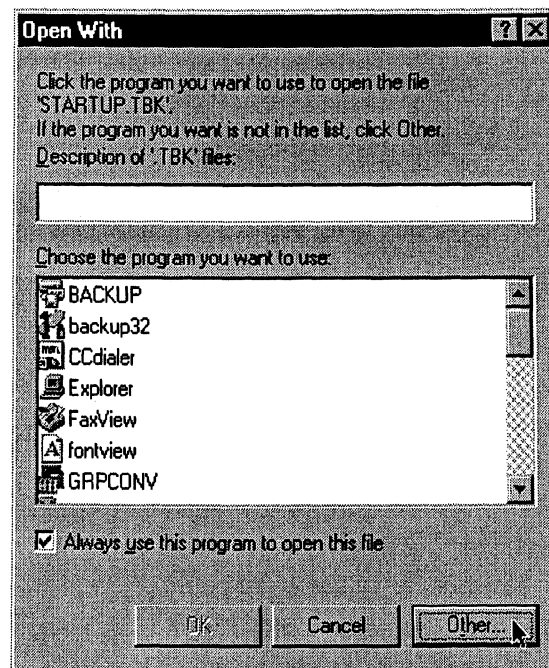 Open With
Click the program you want to use to open the file
'STARTUP.TBK'.
If the program you want is not in the list, click Other.
Description of '.TBK' files:
Choose the program you want to use:
BACKUP
backup32
CCdialer
Explorer
FaxView
fontview
GRPCONV
Always use this program to open this file
OK
Cancel
Other...